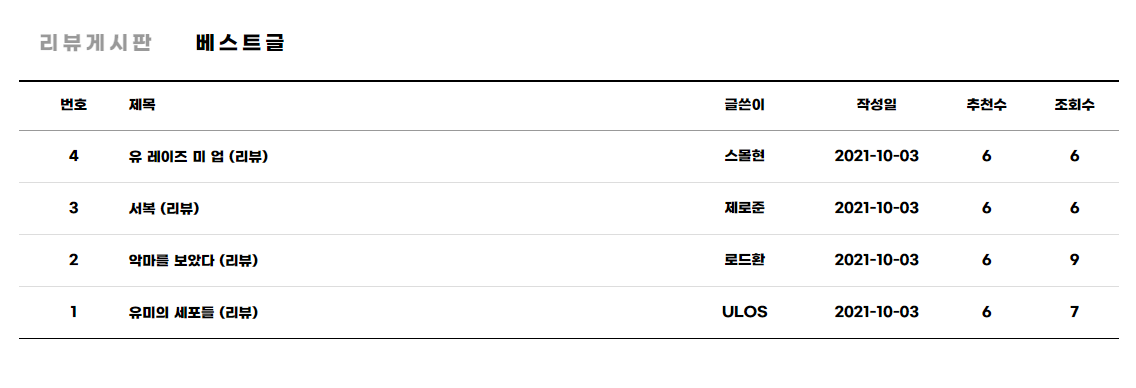 리뷰게시판 베스트글
번호 제목 글쓴이 작성일 추천수 조회수
4 유 레이즈 미 업 (리뷰) 스몰현 2021-10-03 6 6
3 서복 (리뷰) 제로준 2021-10-03 6 6
2 악마를 보았다 (리뷰) 로드환 2021-10-03 6 9
1 유미의 세포들 (리뷰) ULOS 2021-10-03 6 7